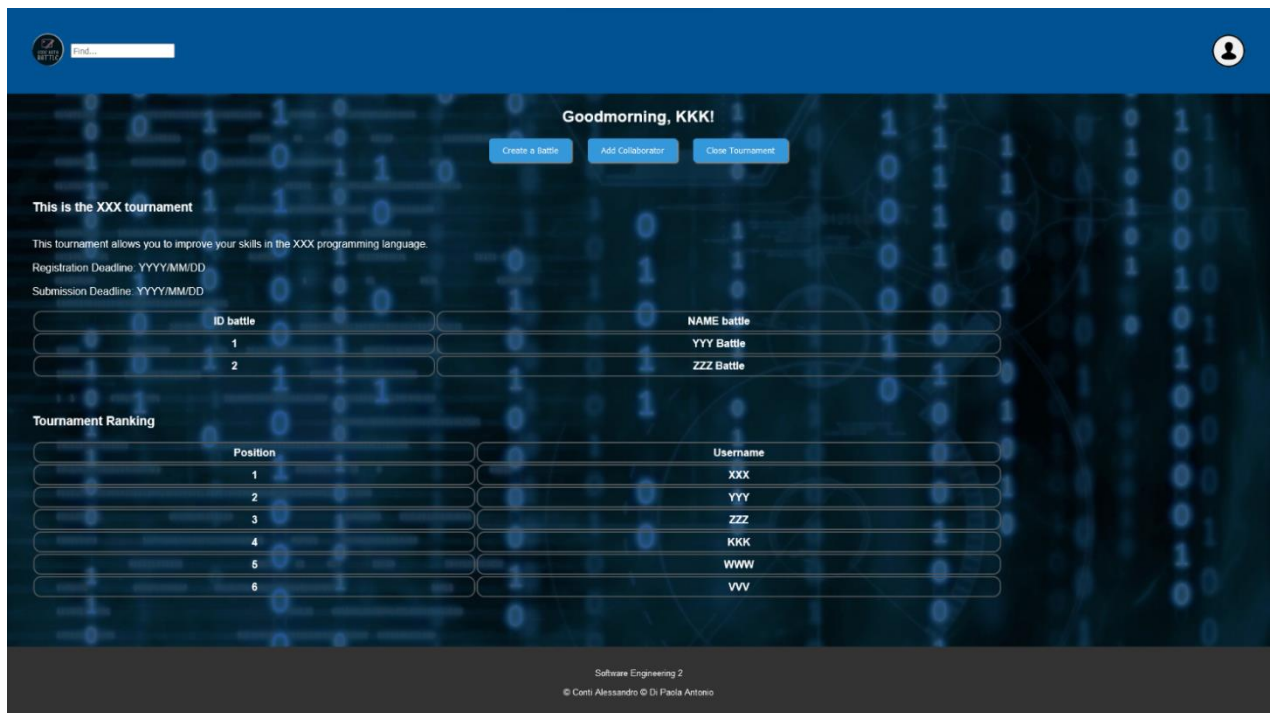 BATTLE
Find...
Goodmorning, KKK!
Create a Battle Add Collaborator Close Tournament
This is the XXX tournament
This tournament allows you to improve your skills in the XXX programming language.
Registration Deadline: YYYY/MM/DD
Submission Deadline: YYYY/MM/DD
ID battle NAME battle
1 YYY Battle
2 ZZZ Battle
Tournament Ranking
Position Username
1 XXX
2 YYY
3 ZZZ
4 KKK
5 WWW
6 VVV
Software Engineering 2
© Conti Alessandro © Di Paola Antonio